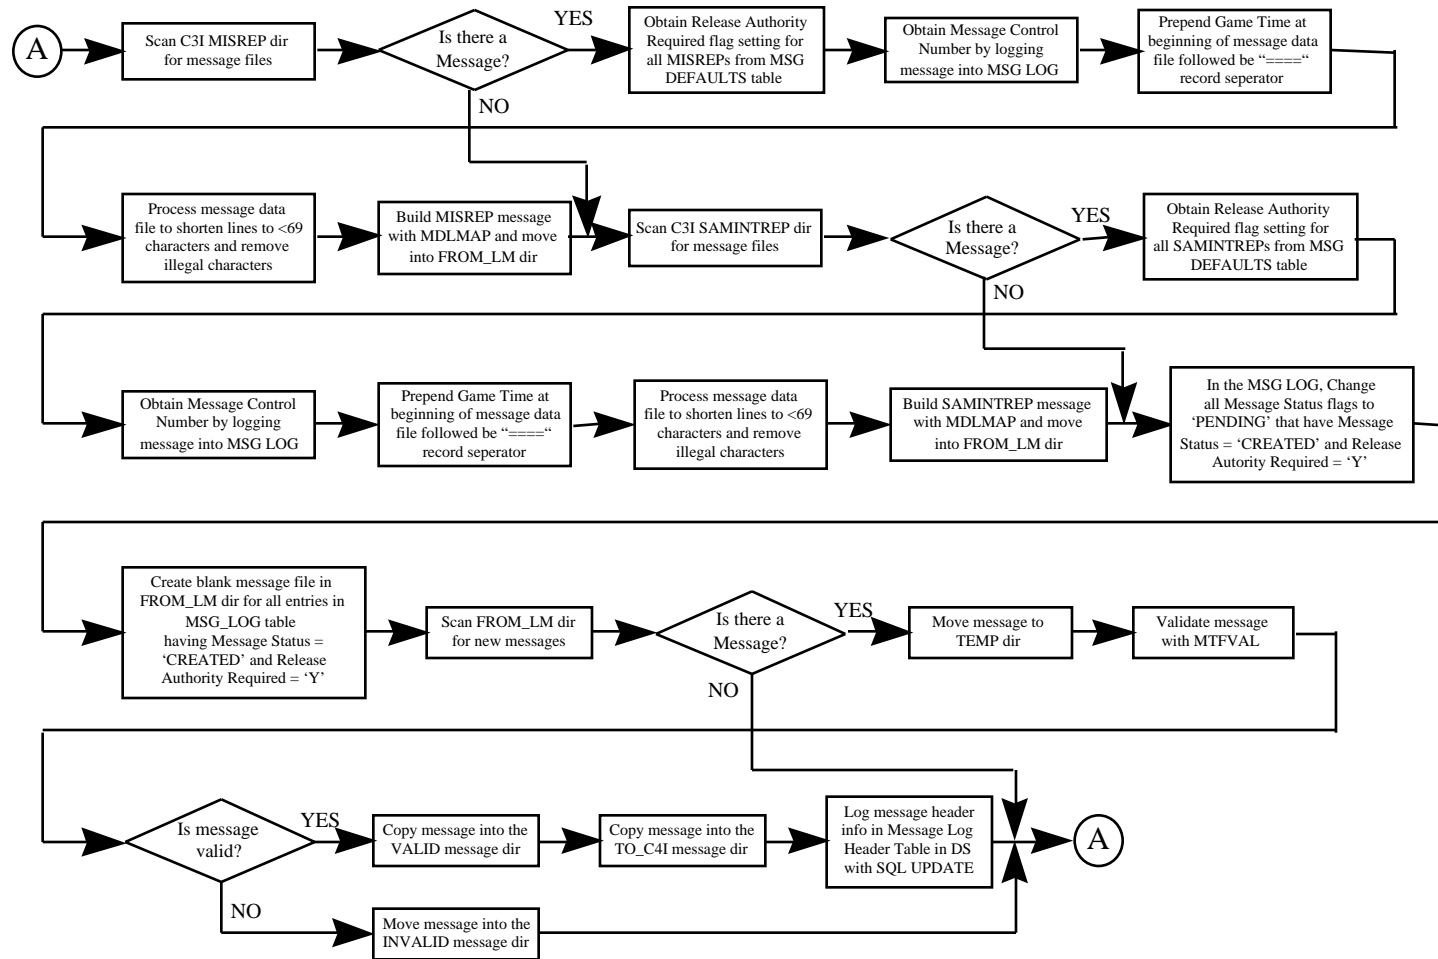 A
Scan C3I MISREP dir
for message files
Is there a
Message?
YES
NO
Obtain Release Authority
Required flag setting for
all MISREPs from MSG
DEFAULTS table
Obtain Message Control
Number by logging
message into MSG LOG
Prepend Game Time at
beginning of message data
file followed be “====“
record seperator
Process message data
file to shorten lines to <69
characters and remove
illegal characters
Build MISREP message
with MDLMAP and move
into FROM_LM dir
Scan C3I SAMINTREP dir
for message files
Is there a
Message?
YES
NO
Obtain Release Authority
Required flag setting for
all SAMINTREPs from MSG
DEFAULTS table
Obtain Message Control
Number by logging
message into MSG LOG
Prepend Game Time at
beginning of message data
file followed be “====“
record seperator
Process message data
file to shorten lines to <69
characters and remove
illegal characters
Build SAMINTREP message
with MDLMAP and move
into FROM_LM dir
In the MSG LOG, Change
all Message Status flags to
‘PENDING’ that have Message
Status = ‘CREATED’ and Release
Autority Required = ‘Y’
Create blank message file in
FROM_LM dir for all entries in
MSG_LOG table
having Message Status =
‘CREATED’ and Release
Authority Required = ‘Y’
Scan FROM_LM dir
for new messages
Is there a
Message?
YES
NO
Move message to
TEMP dir
Validate message
with MTFVAL
Is message
valid?
YES
NO
Copy message into the
VALID message dir
Copy message into the
TO_C4I message dir
Log message header
info in Message Log
Header Table in DS
with SQL UPDATE
A
Move message into the
INVALID message dir